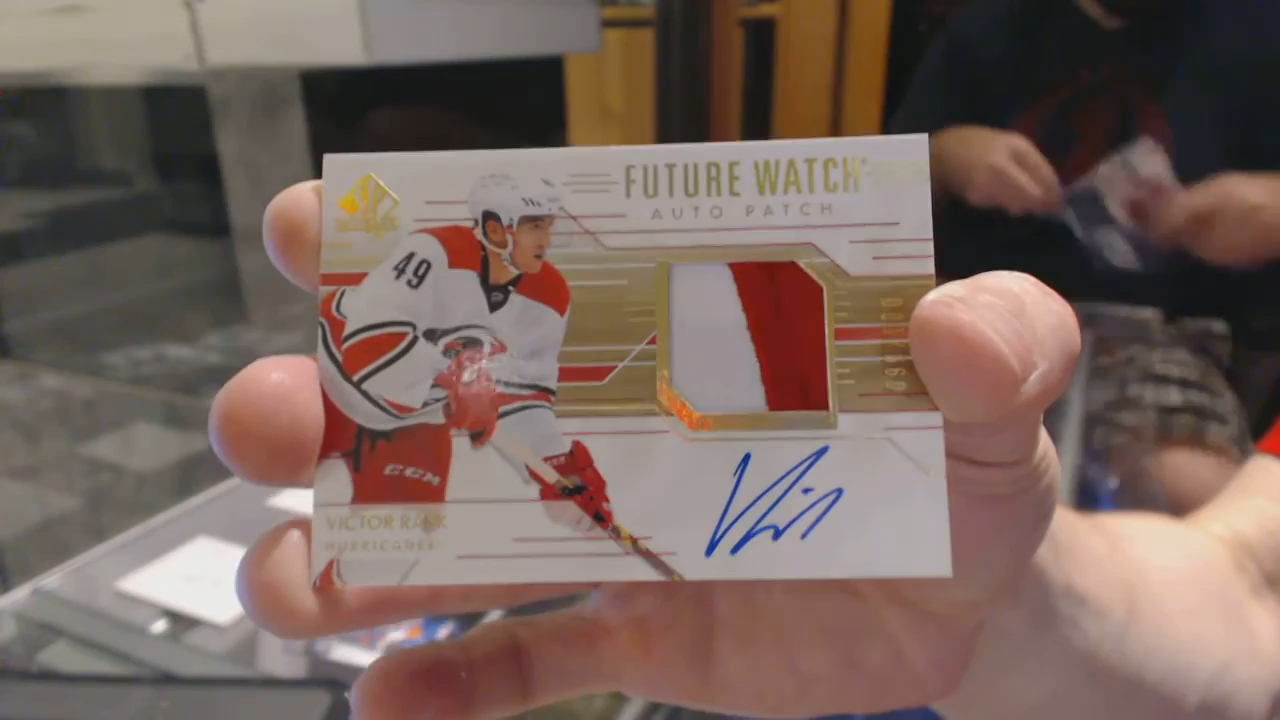 FUTURE WATCH
AUTO PATCH
49
CCM
VICTOR RASK
HURRICANES